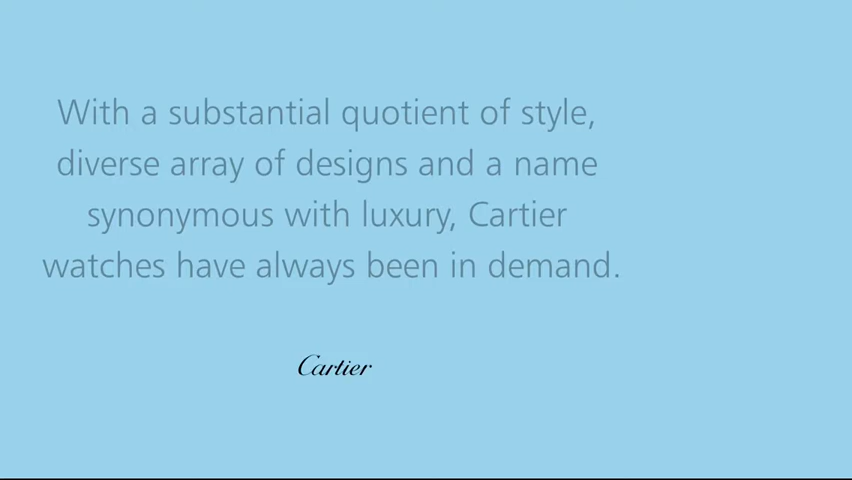 With a substantial quotient of style,
diverse array of designs and a name
synonymous with luxury, Cartier
watches have always been in demand.
Cartier